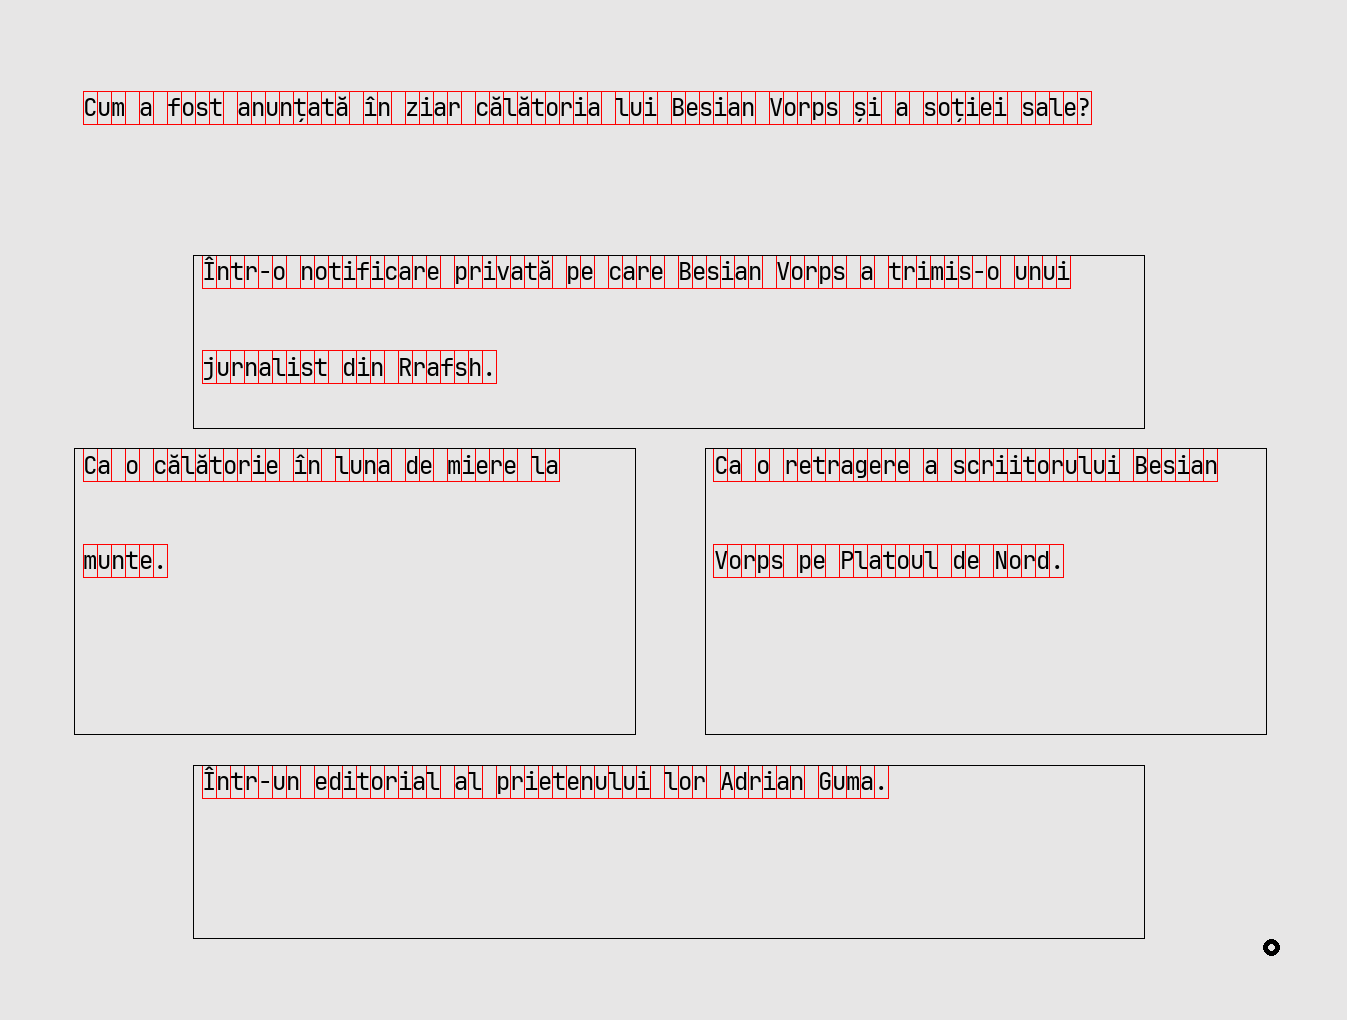 Cum a fost anunțată în ziar călătoria lui Besian Vorps și a soției sale?
Într-o notificare privată pe care Besian Vorps a trimis-o unui
jurnalist din Rrafsh.
Ca o călătorie în luna de miere la
munte.
Ca o retragere a scriitorului Besian
Vorps pe Platoul de Nord.
Într-un editorial al prietenului lor Adrian Guma.